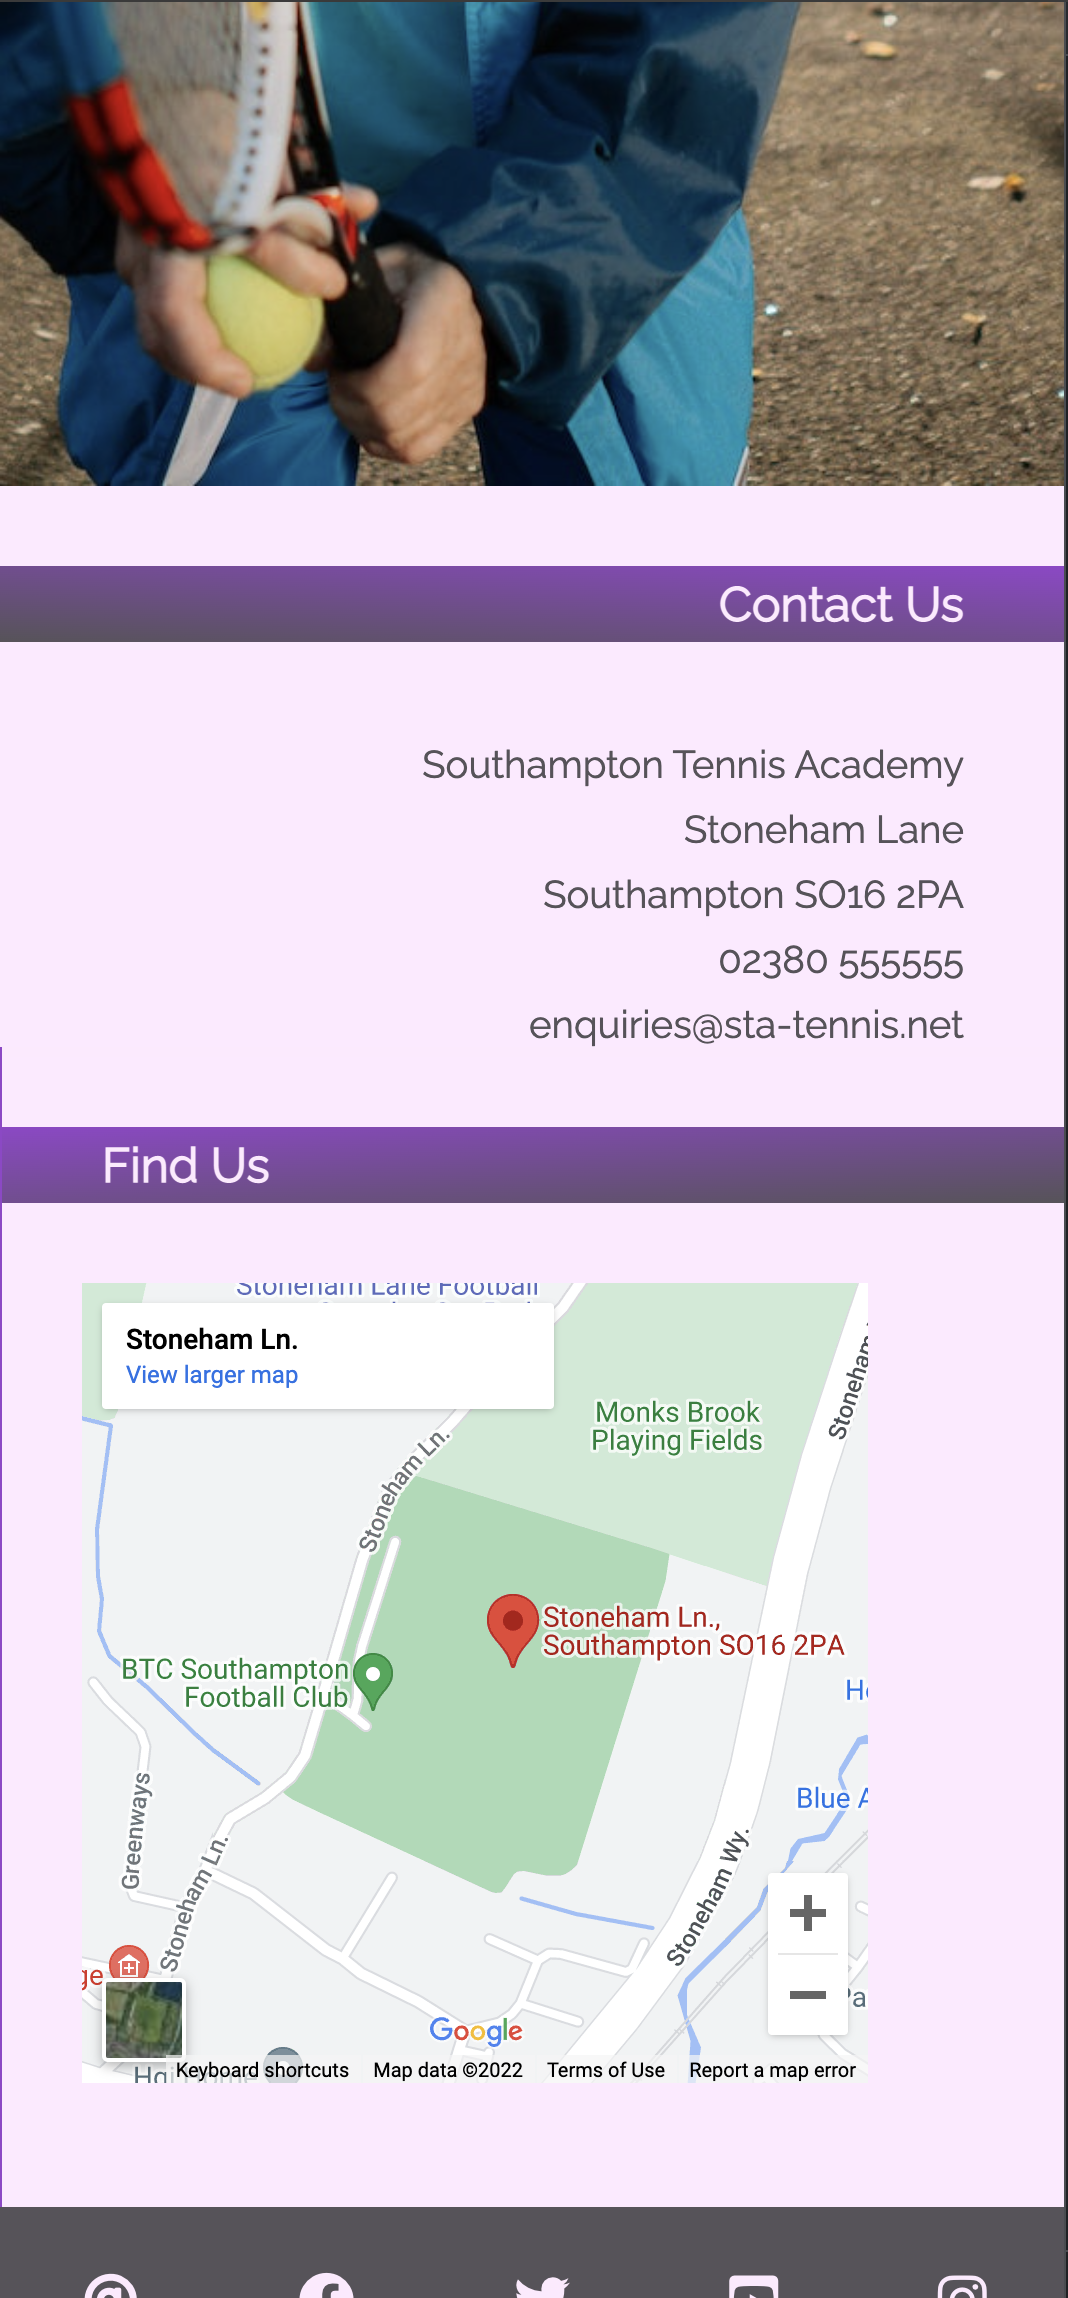 Contact Us
Southampton Tennis Academy
Stoneham Lane
Southampton SO16 2PA
02380 555555
enquiries@sta-tennis.net
Find Us
Stoneham Lane Football
Stoneham Ln.
View larger map
Monks Brook
Playing Fields
Stoneham
Stoneham Ln.
Stoneham Ln.,
Southampton SO16 2PA
BTC Southampton
Football Club
Blue A
Greenways
Stoneham Ln.
Stoneham Wy.
Google
Keyboard shortcuts
Map data ©2022
Terms of Use
Report a map error